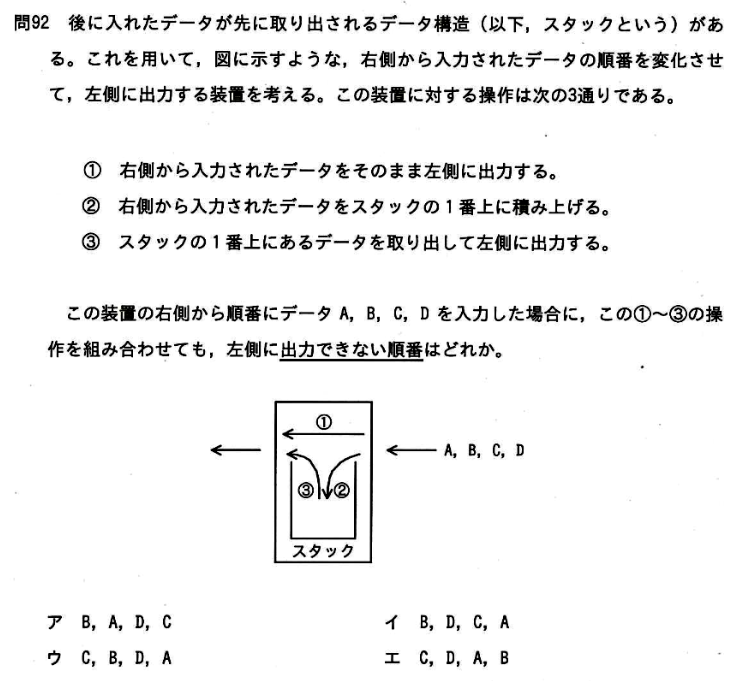 問92 後に入れたデータが先に取り出されるデータ構造（以下，スタックという）があ
る。これを用いて，図に示すような，右側から入力されたデータの順番を変化させ
て，左側に出力する装置を考える。この装置に対する操作は次の3通りである。
① 右側から入力されたデータをそのまま左側に出力する。
② 右側から入力されたデータをスタックの1番上に積み上げる。
③ スタックの1番上にあるデータを取り出して左側に出力する。
この装置の右側から順番にデータ A，B，C，D を入力した場合に，この①～③の操
作を組み合わせても，左側に出力できない順番はどれか。
①
A，B，C，D
③ ②
スタック
ア B，A，D，C イ B，D，C，A
ウ C，B，D，A エ C，D，A，B